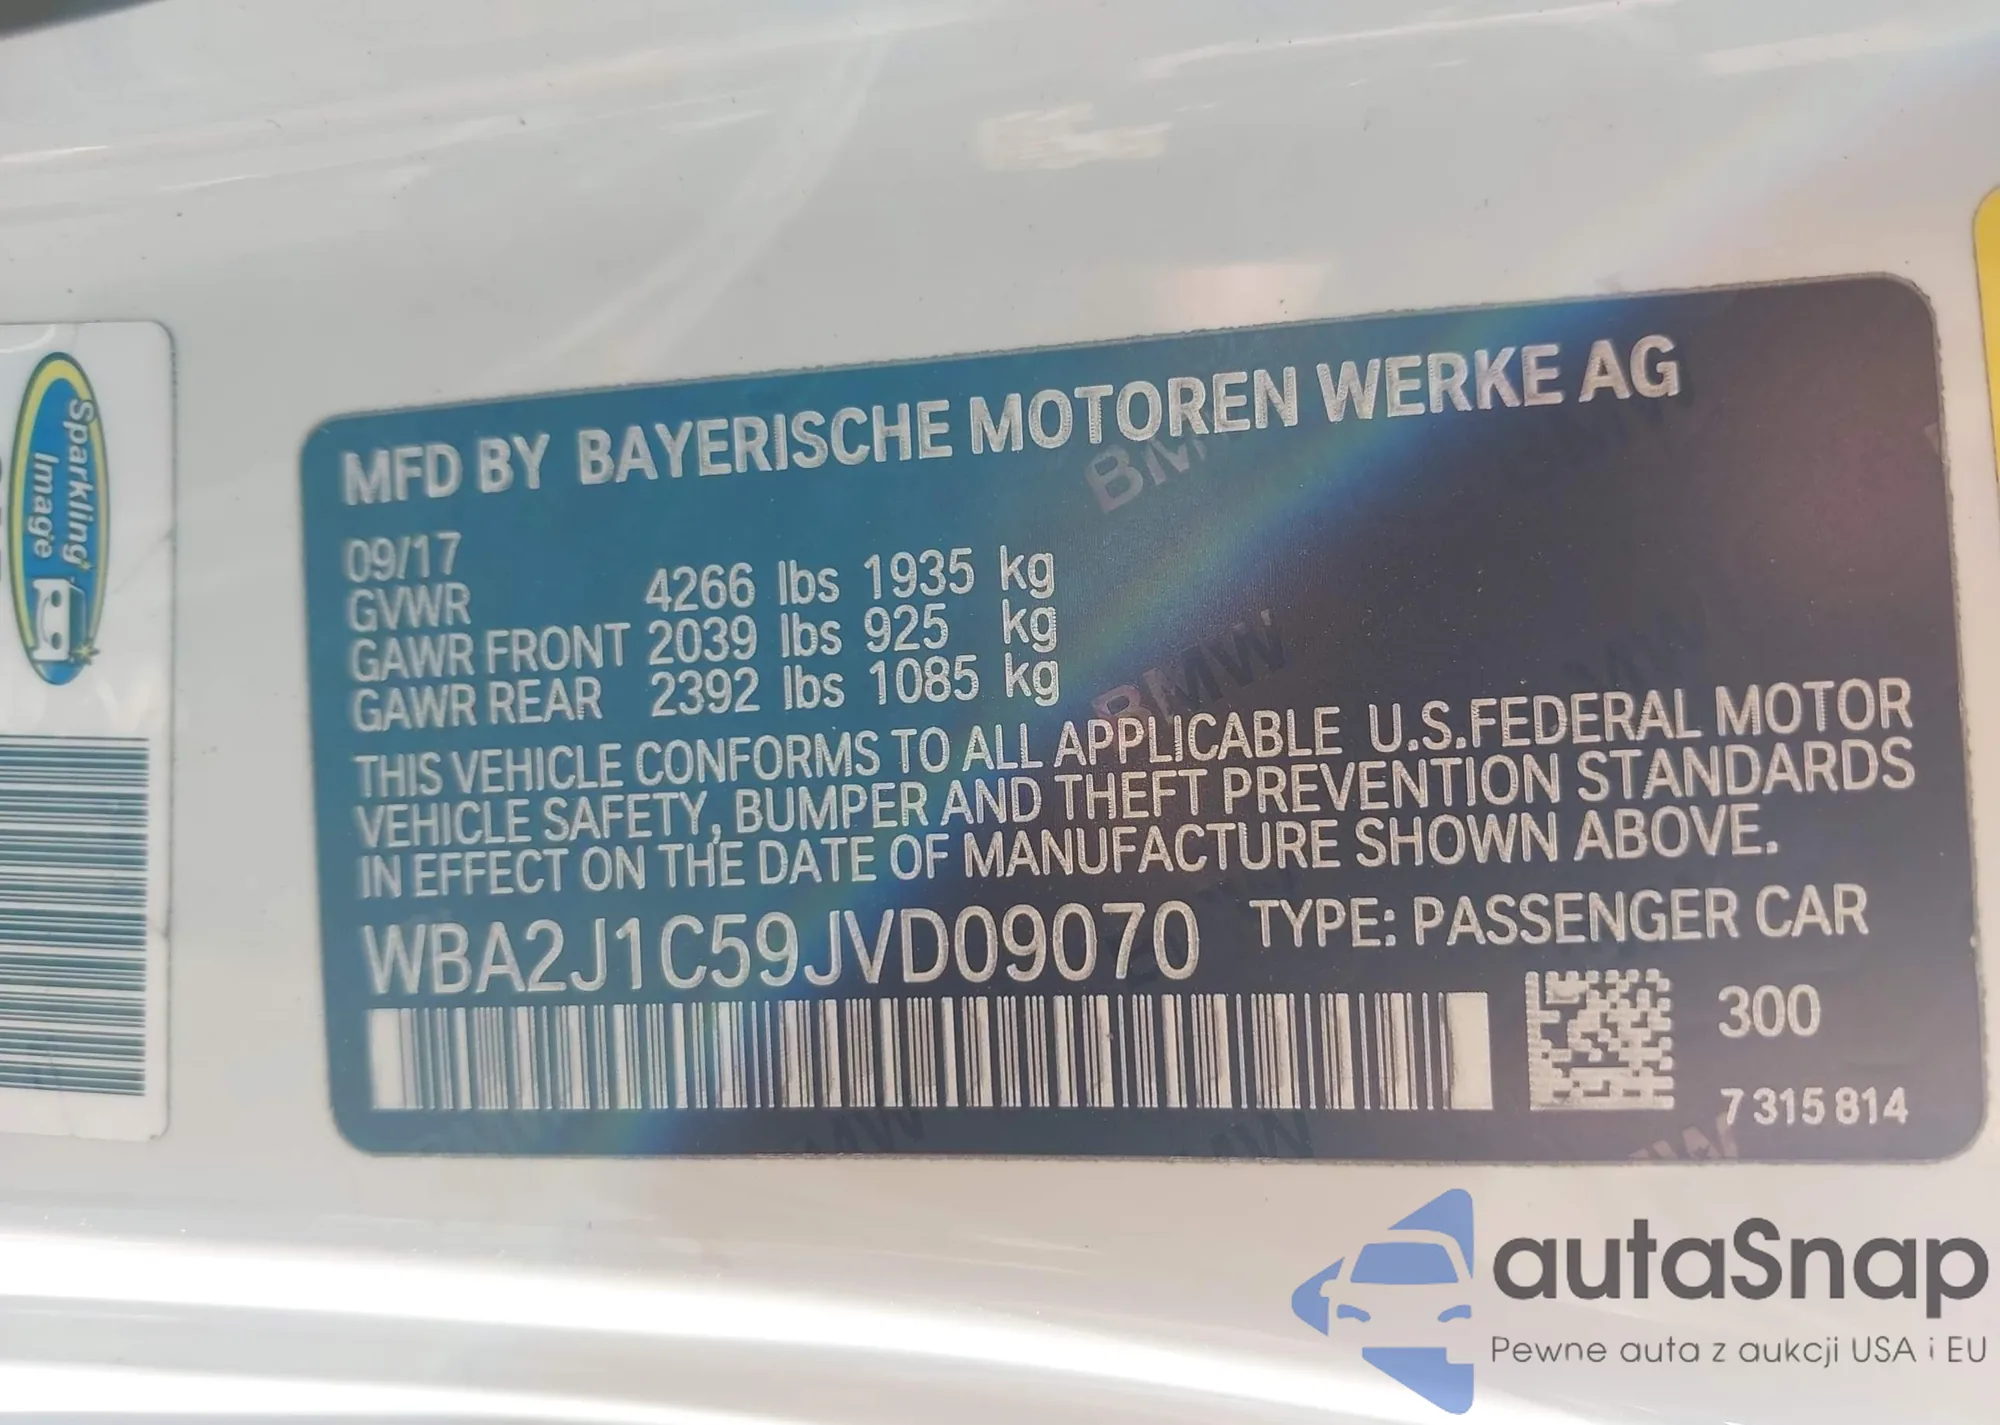 Sparkling
Image
MFD BY BAYERISCHE MOTOREN WERKE AG
09/17
GVWR 4266 lbs 1935 kg
GAWR FRONT 2039 lbs 925 kg
GAWR REAR 2392 lbs 1085 kg
THIS VEHICLE CONFORMS TO ALL APPLICABLE U.S.FEDERAL MOTOR
VEHICLE SAFETY, BUMPER AND THEFT PREVENTION STANDARDS
IN EFFECT ON THE DATE OF MANUFACTURE SHOWN ABOVE.
WBA2J1C59JVD09070 TYPE: PASSENGER CAR
300
7 315 814
BMW
BMW
autaSnap
Pewne auta z aukcji USA i EU